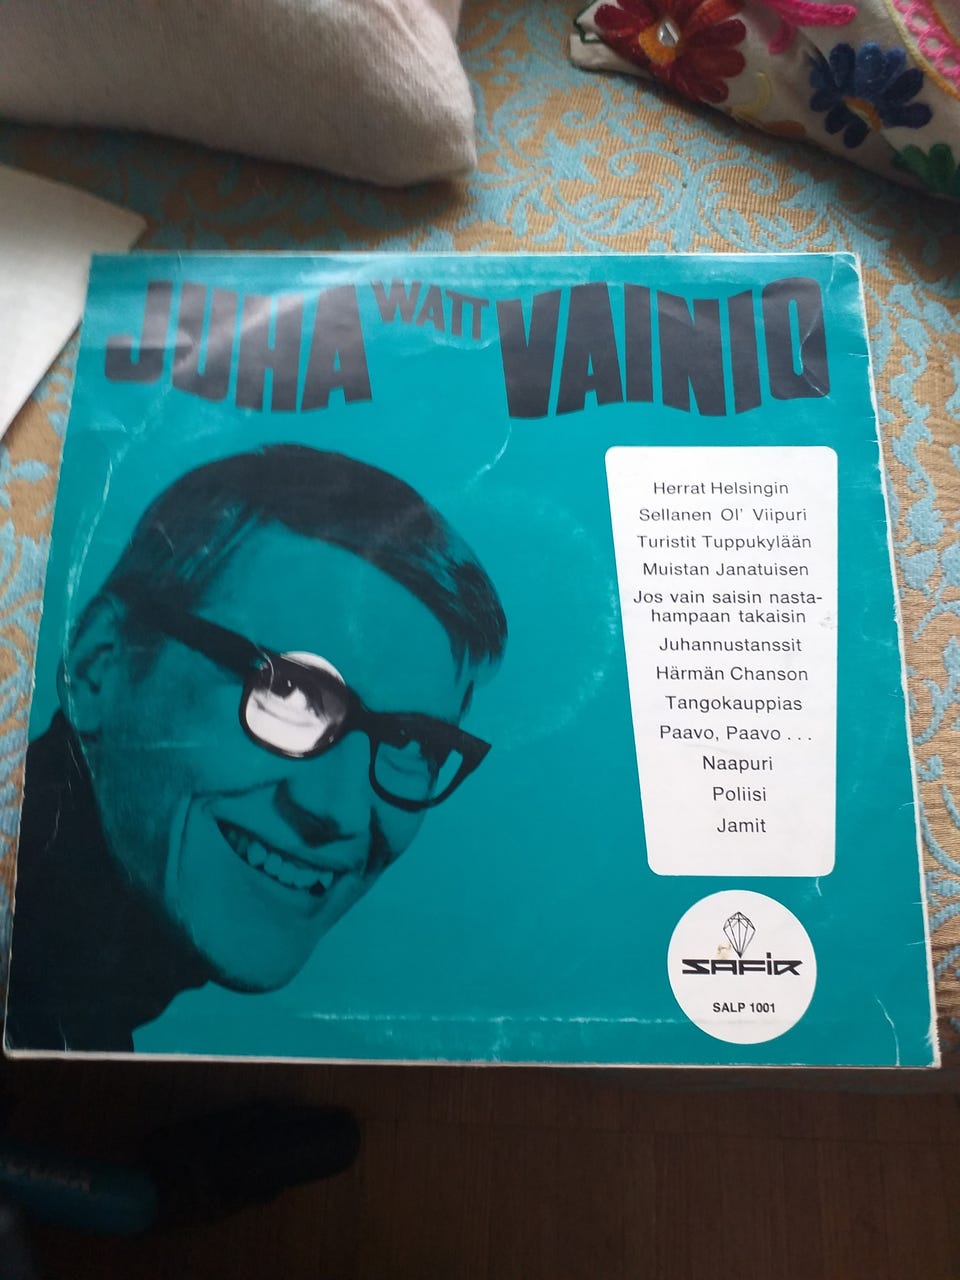 JUHA WATT VAINIO
Herrat Helsingin
Sellanen Ol' Viipuri
Turistit Tuppukylään
Muistan Janatuisen
Jos vain saisin nasta-
hampaan takaisin
Juhannustanssit
Härmän Chanson
Tangokauppias
Paavo, Paavo . . .
Naapuri
Poliisi
Jamit
SAFIR
SALP 1001